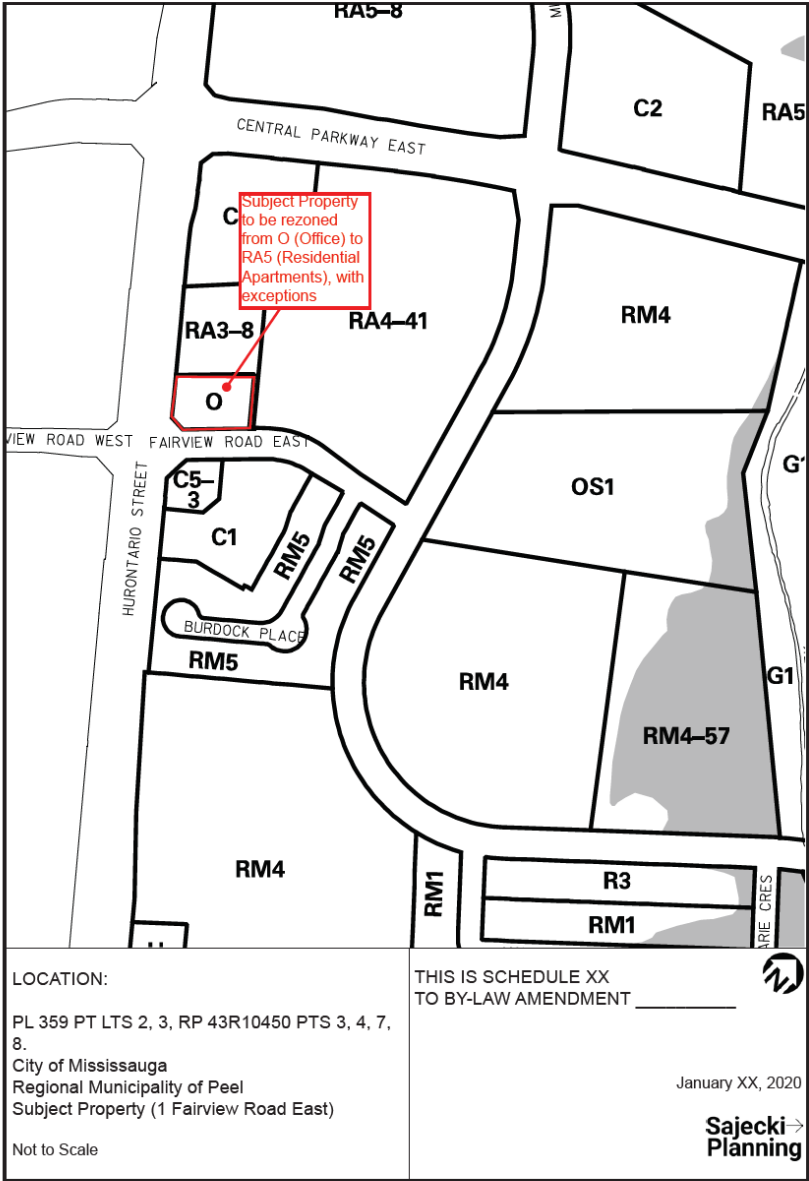 RA5–8
C2
RA5
CENTRAL PARKWAY EAST
C
Subject Property
to be rezoned
from O (Office) to
RA5 (Residential
Apartments), with
exceptions
RA3–8
RA4–41
RM4
O
VIEW ROAD WEST FAIRVIEW ROAD EAST
HURONTARIO STREET
C5–
3
C1
RM5
RM5
OS1
G1
BURDOCK PLACE
RM5
RM4
G1
RM4–57
RM4
RM1
R3
RM1
ARIE CRES
LOCATION:
PL 359 PT LTS 2, 3, RP 43R10450 PTS 3, 4, 7,
8.
City of Mississauga
Regional Municipality of Peel
Subject Property (1 Fairview Road East)
Not to Scale
THIS IS SCHEDULE XX
TO BY-LAW AMENDMENT __________
N
January XX, 2020
Sajecki→
Planning